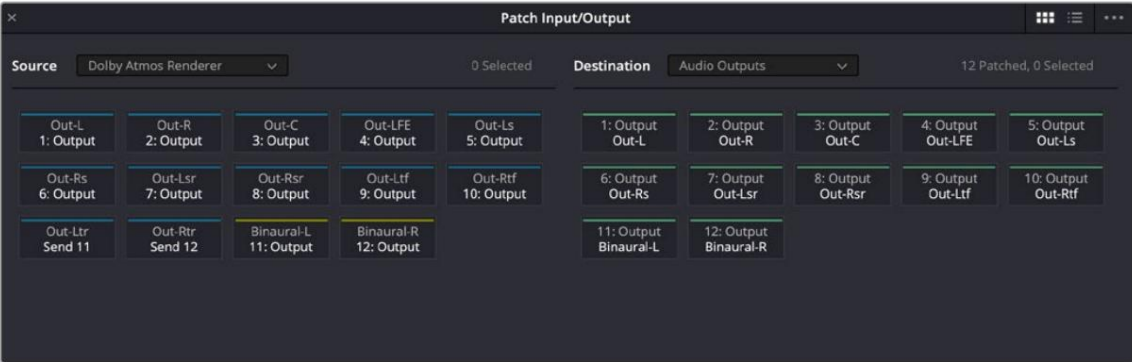 Patch Input/Output
Source Dolby Atmos Renderer 0 Selected
Destination Audio Outputs 12 Patched, 0 Selected
Out-L Out-R Out-C Out-LFE Out-Ls
1: Output 2: Output 3: Output 4: Output 5: Output
Out-Rs Out-Lsr Out-Rsr Out-Ltf Out-Rtf
6: Output 7: Output 8: Output 9: Output 10: Output
Out-Ltr Out-Rtr Binaural-L Binaural-R
Send 11 Send 12 11: Output 12: Output
1: Output 2: Output 3: Output 4: Output 5: Output
Out-L Out-R Out-C Out-LFE Out-Ls
6: Output 7: Output 8: Output 9: Output 10: Output
Out-Rs Out-Lsr Out-Rsr Out-Ltf Out-Rtf
11: Output 12: Output
Binaural-L Binaural-R